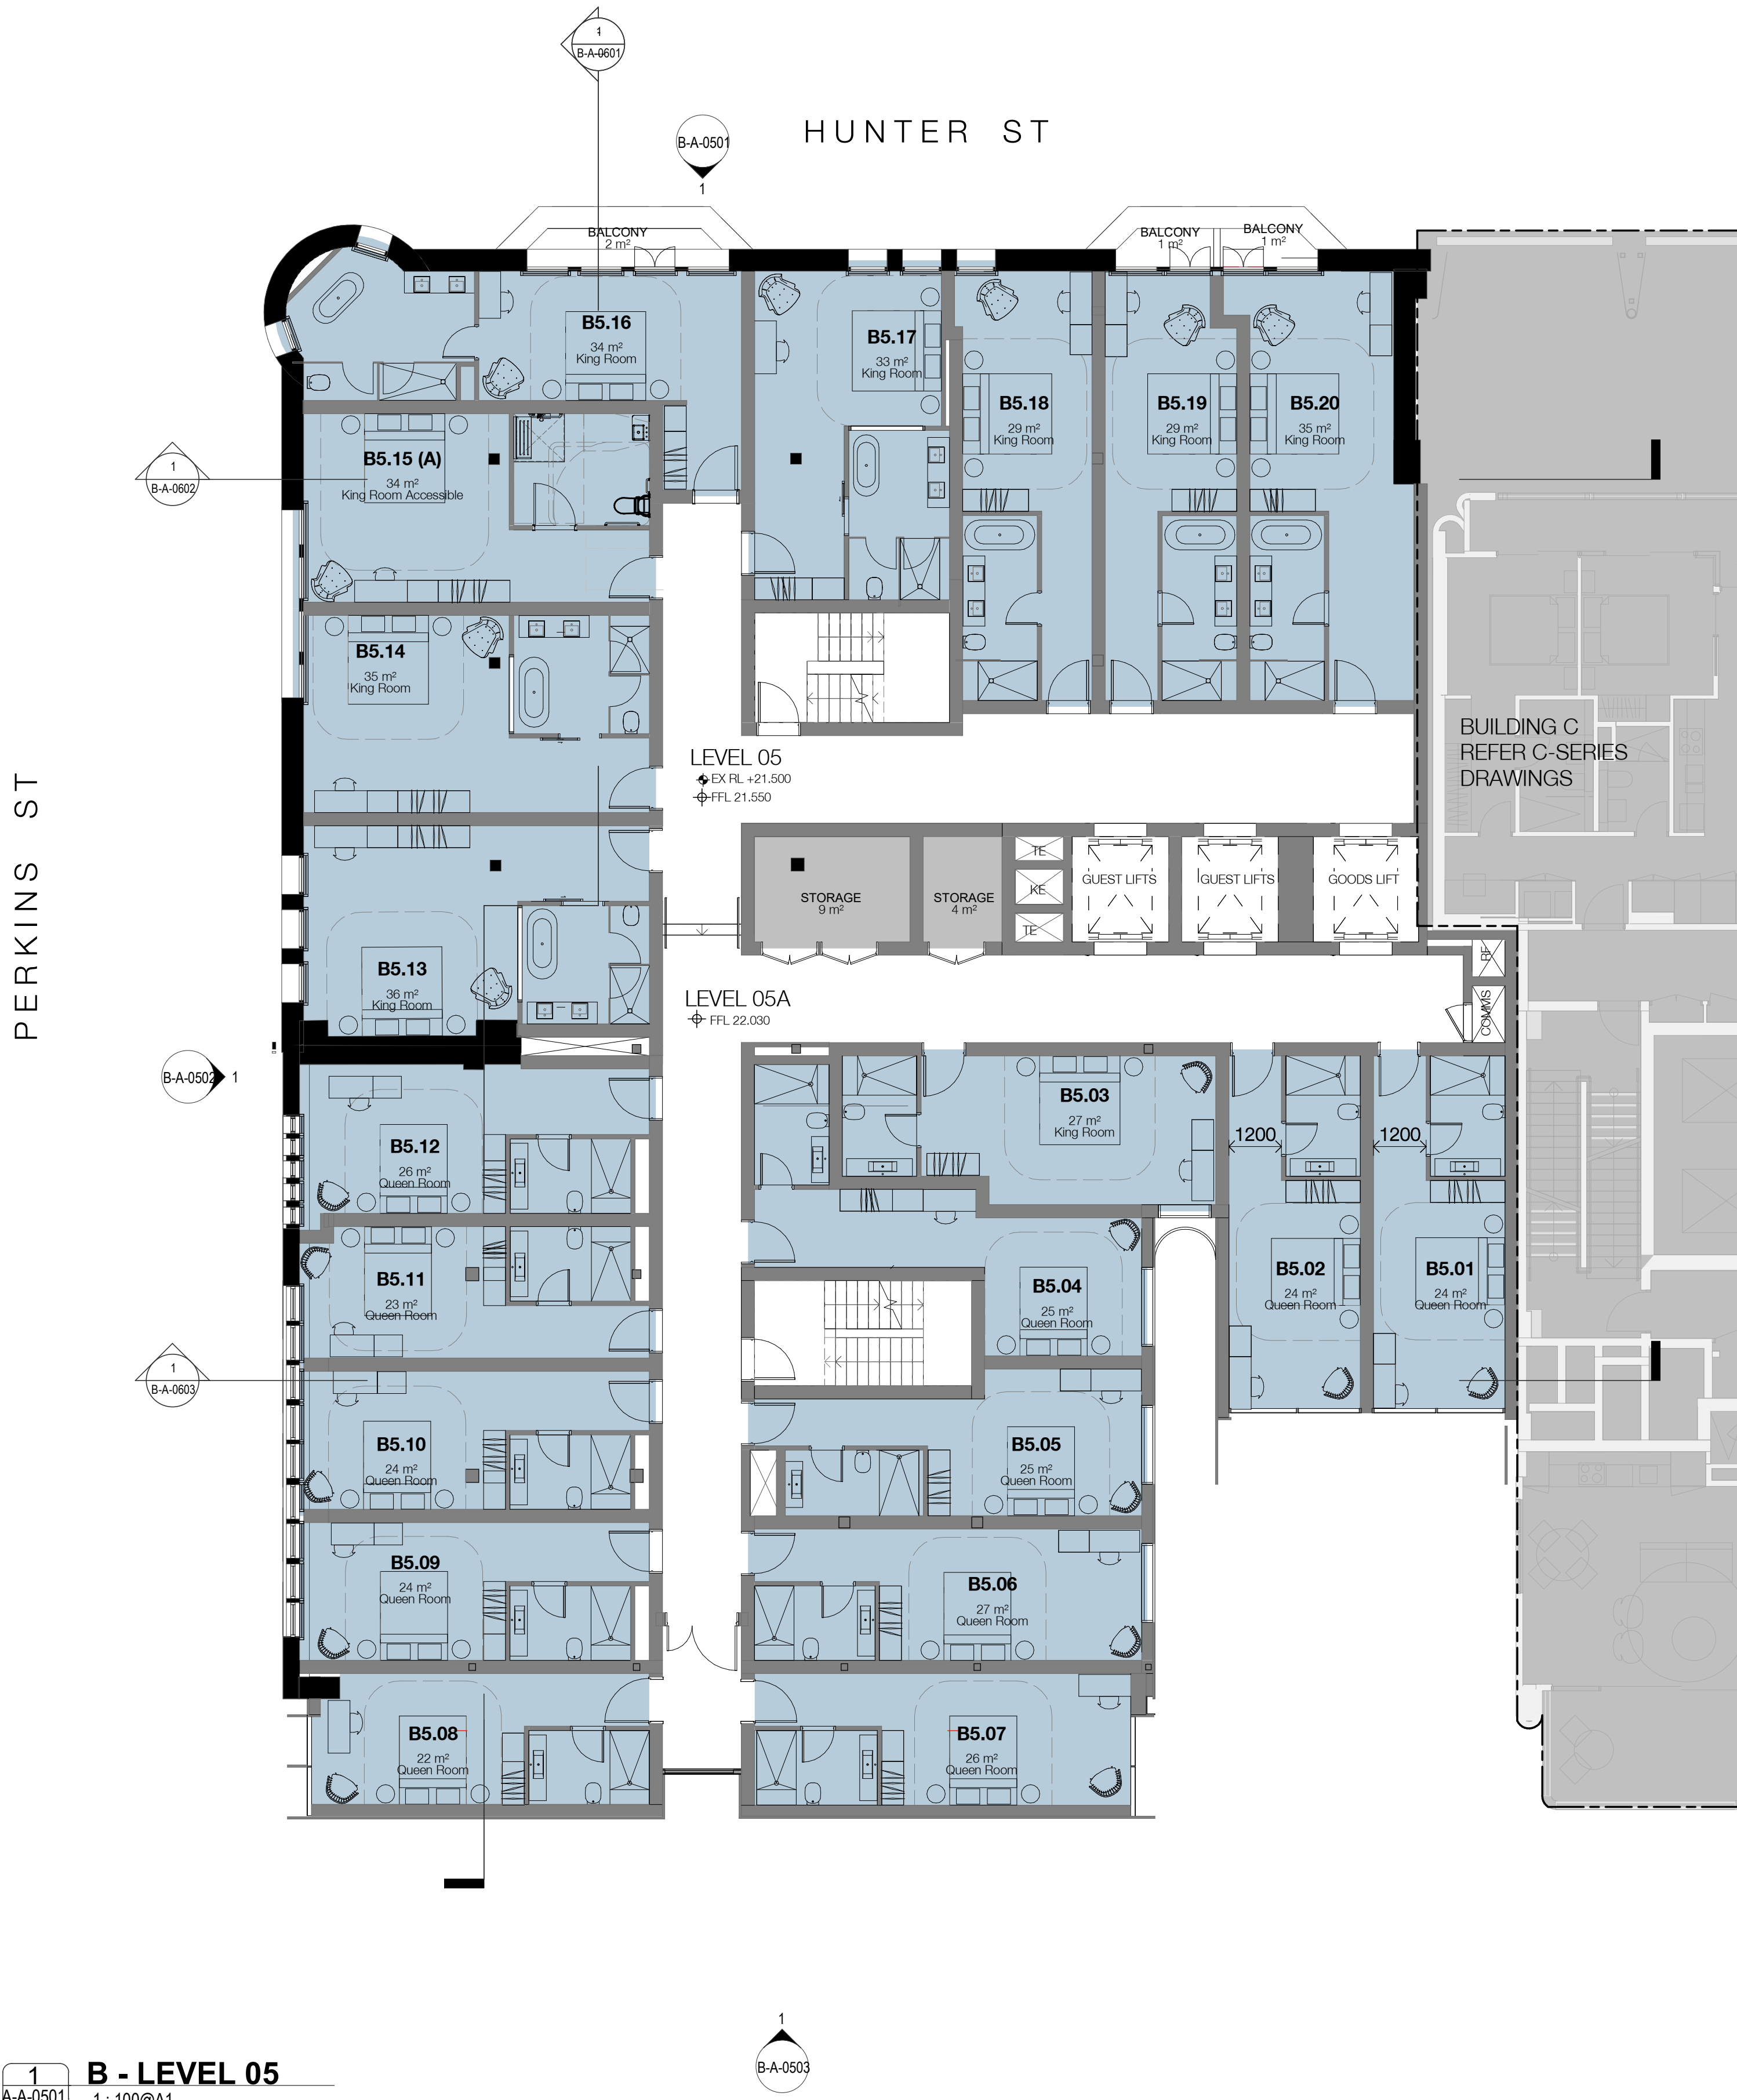 1
B-A-0601
HUNTER ST
B-A-0501
1
BALCONY
2 m²
BALCONY
1 m²
BALCONY
1 m²
B5.16
34 m²
King Room
B5.17
33 m²
King Room
B5.18
29 m²
King Room
B5.19
29 m²
King Room
B5.20
35 m²
King Room
1
B-A-0602
B5.15 (A)
34 m²
King Room Accessible
B5.14
35 m²
King Room
BUILDING C
REFER C-SERIES
DRAWINGS
LEVEL 05
EX RL +21.500
FFL 21.550
PERKINS ST
STORAGE
9 m²
STORAGE
4 m²
TE
KE
TE
GUEST LIFTS
GUEST LIFTS
GOODS LIFT
B5.13
36 m²
King Room
LEVEL 05A
FFL 22.030
RE
COMMS
B-A-0502
1
B5.12
26 m²
Queen Room
B5.03
27 m²
King Room
1200
1200
B5.11
23 m²
Queen Room
B5.04
25 m²
Queen Room
B5.02
24 m²
Queen Room
B5.01
24 m²
Queen Room
1
B-A-0603
B5.10
24 m²
Queen Room
B5.05
25 m²
Queen Room
B5.09
24 m²
Queen Room
B5.06
27 m²
Queen Room
B5.08
22 m²
Queen Room
B5.07
26 m²
Queen Room
1
B-A-0503
1
A-A-0501
B - LEVEL 05
1 : 100@A1